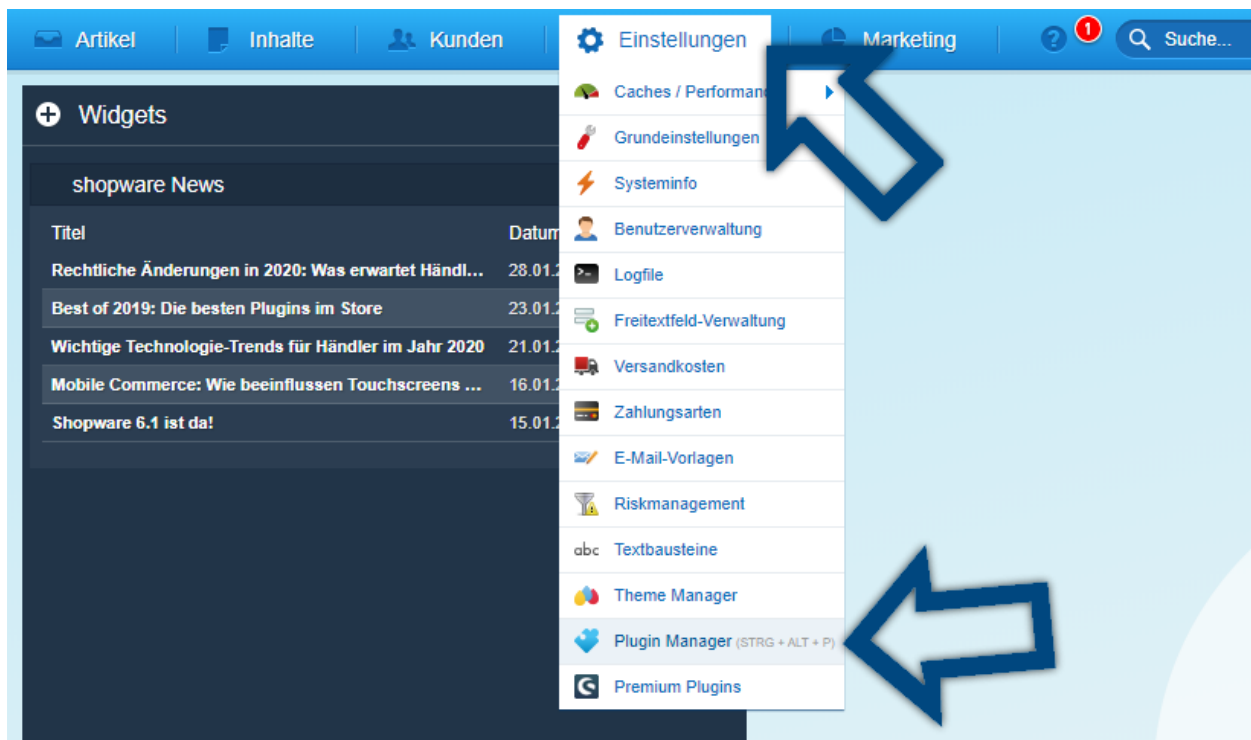 Artikel Inhalte Kunden Einstellungen Marketing 1 Suche...
Widgets
shopware News
Titel Datum
Rechtliche Änderungen in 2020: Was erwartet Händl... 28.01.2
Best of 2019: Die besten Plugins im Store 23.01.2
Wichtige Technologie-Trends für Händler im Jahr 2020 21.01.2
Mobile Commerce: Wie beeinflussen Touchscreens ... 16.01.2
Shopware 6.1 ist da! 15.01.2
Caches / Performan
Grundeinstellungen
Systeminfo
Benutzerverwaltung
Logfile
Freitextfeld-Verwaltung
Versandkosten
Zahlungsarten
E-Mail-Vorlagen
Riskmanagement
abc Textbausteine
Theme Manager
Plugin Manager (STRG + ALT + P)
Premium Plugins